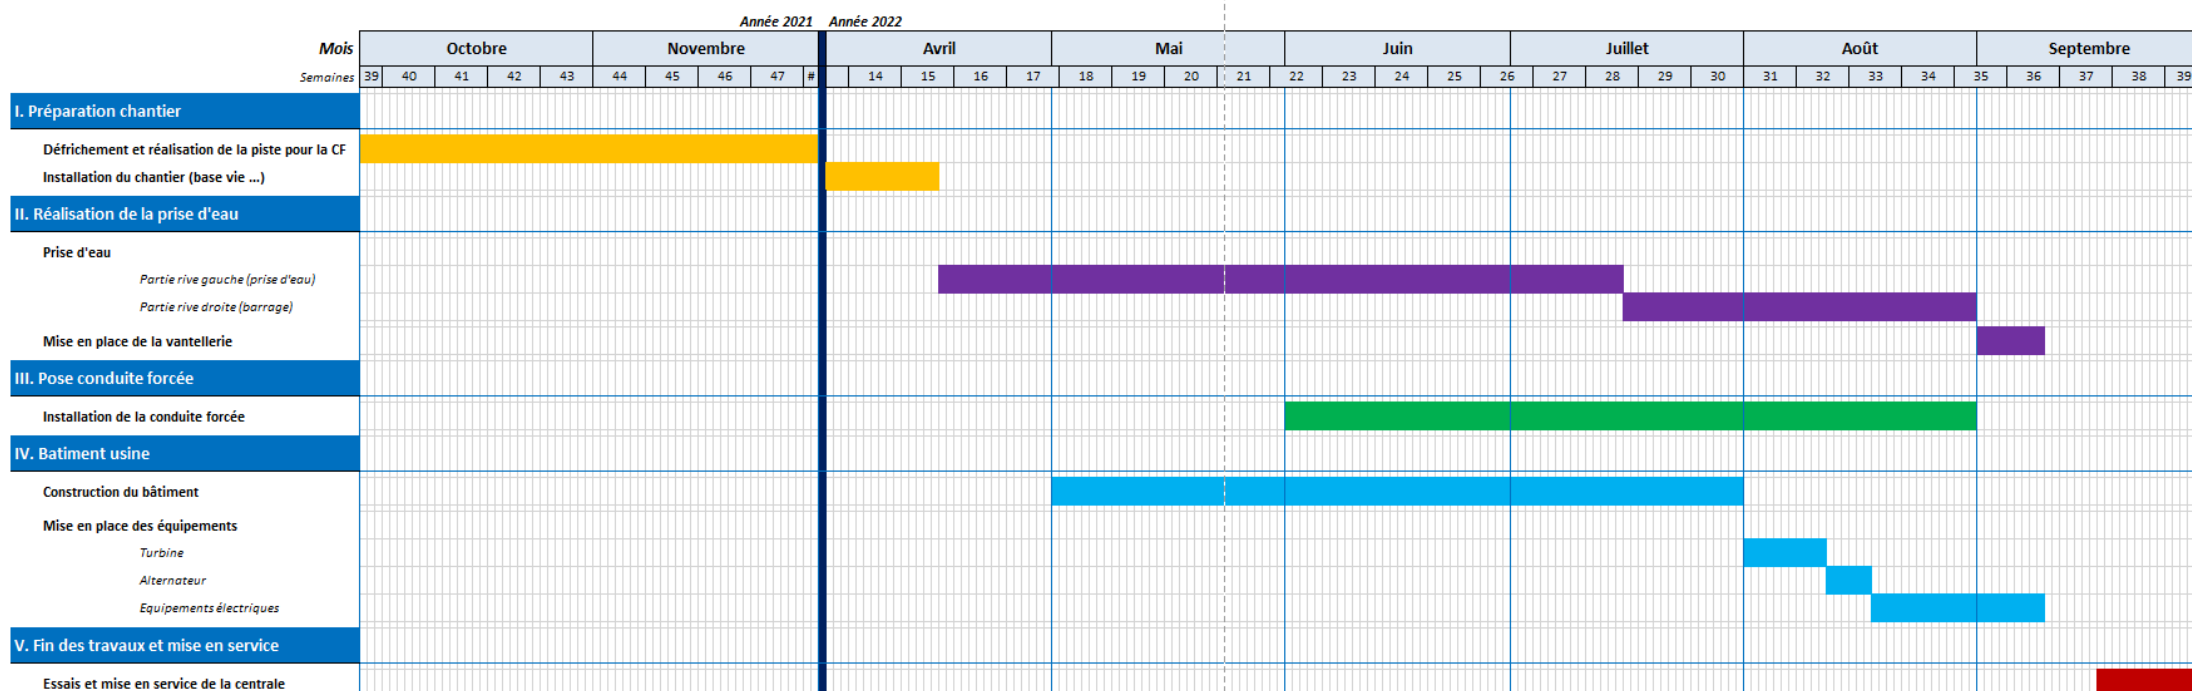 Année 2021 Année 2022
Mois Octobre Novembre Avril Mai Juin Juillet Août Septembre
Semaines 39 40 41 42 43 44 45 46 47 # 14 15 16 17 18 19 20 21 22 23 24 25 26 27 28 29 30 31 32 33 34 35 36 37 38 39
I. Préparation chantier
Défrichement et réalisation de la piste pour la CF
Installation du chantier (base vie ...)
II. Réalisation de la prise d'eau
Prise d'eau
Partie rive gauche (prise d'eau)
Partie rive droite (barrage)
Mise en place de la vantellerie
III. Pose conduite forcée
Installation de la conduite forcée
IV. Batiment usine
Construction du bâtiment
Mise en place des équipements
Turbine
Alternateur
Equipements électriques
V. Fin des travaux et mise en service
Essais et mise en service de la centrale